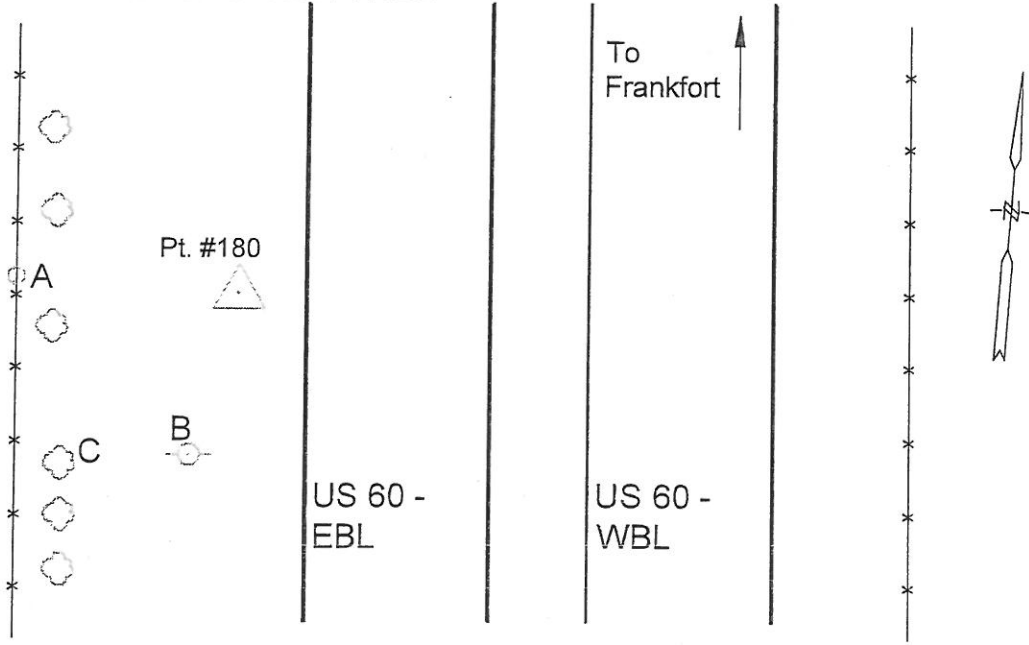 To
Frankfort
Pt. #180
A
B
C
US 60 -
EBL
US 60 -
WBL
N